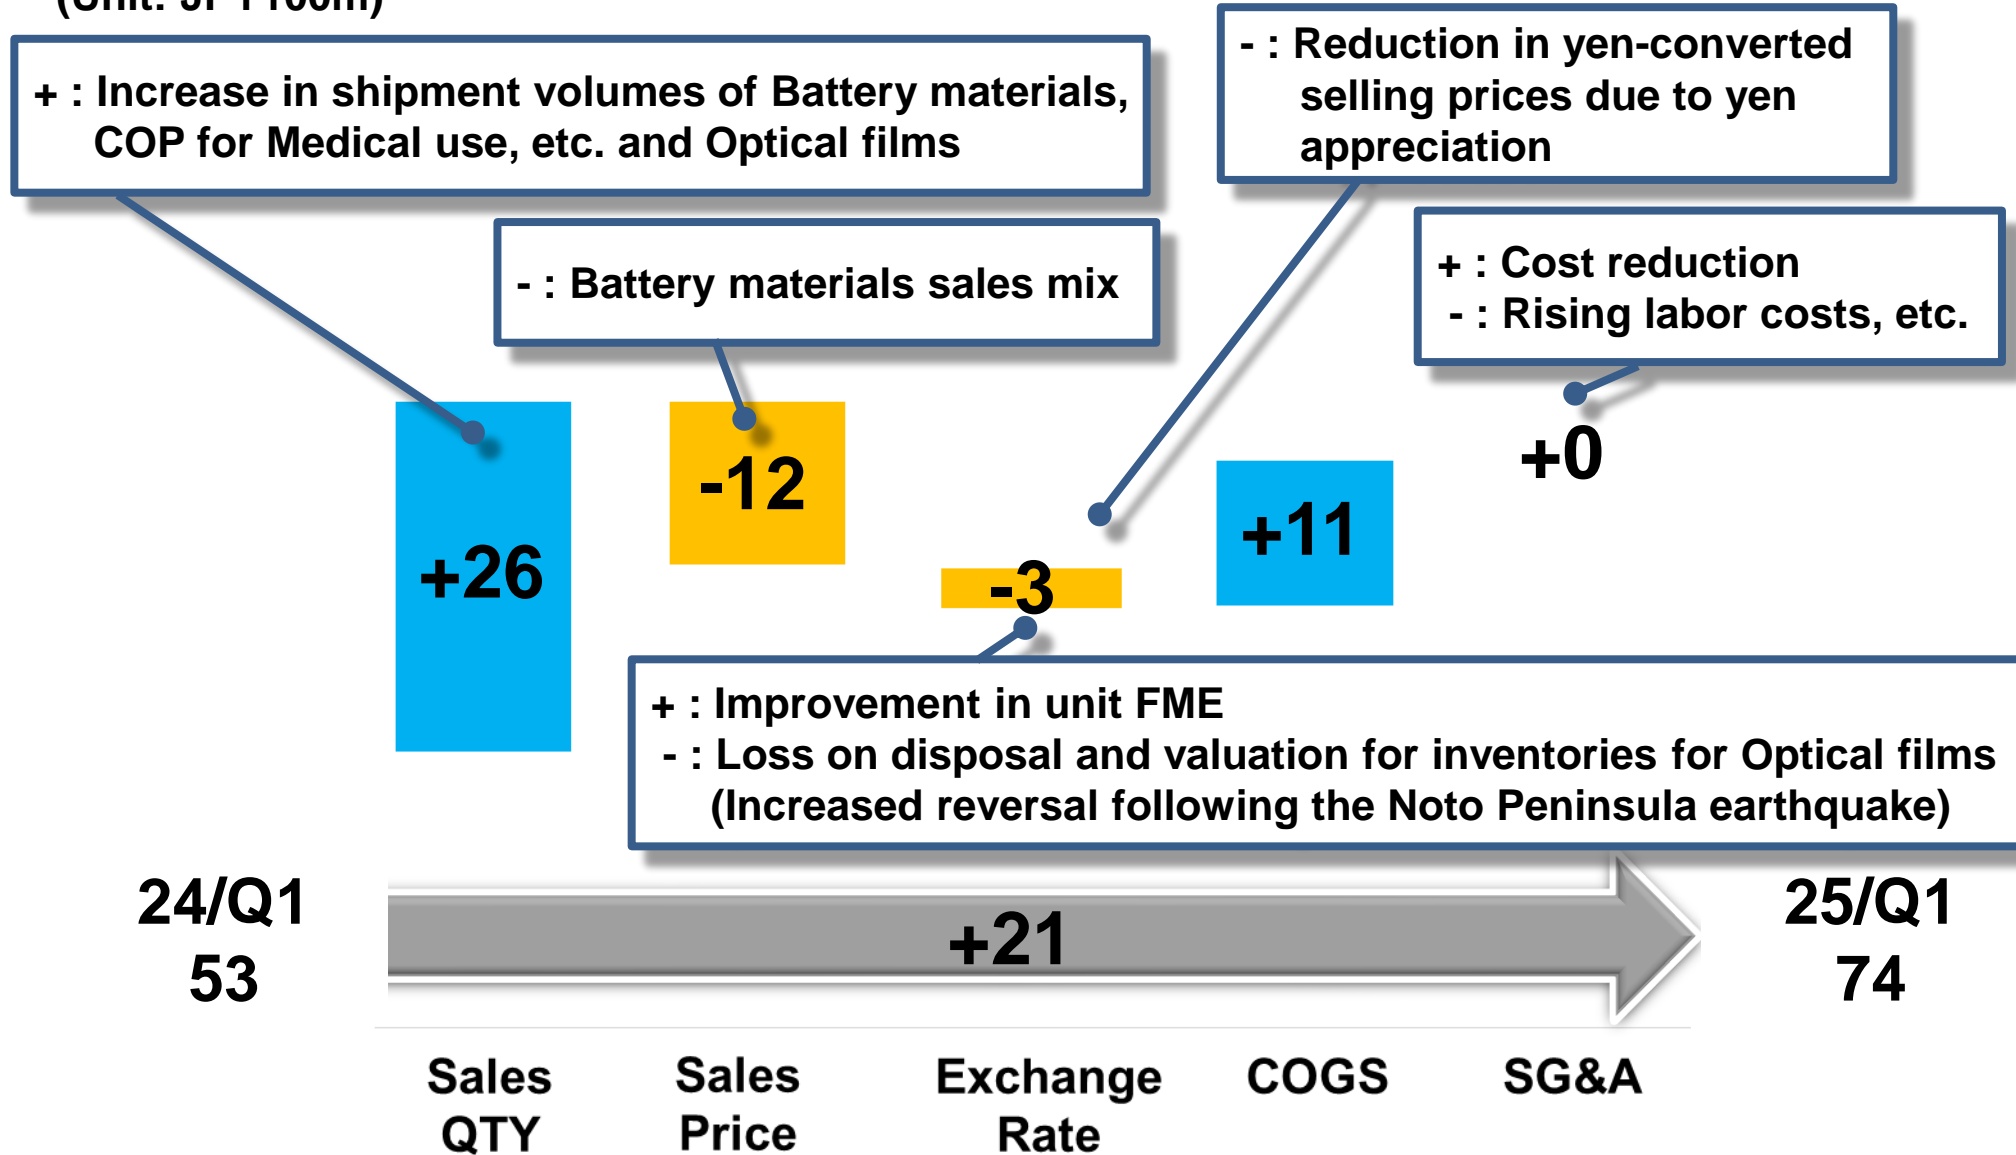 + : Increase in shipment volumes of Battery materials,
COP for Medical use, etc. and Optical films
- : Reduction in yen-converted
selling prices due to yen
appreciation
- : Battery materials sales mix
+ : Cost reduction
- : Rising labor costs, etc.
+26
-12
-3
+11
+0
+ : Improvement in unit FME
- : Loss on disposal and valuation for inventories for Optical films
(Increased reversal following the Noto Peninsula earthquake)
24/Q1
53
+21
25/Q1
74
Sales
QTY
Sales
Price
Exchange
Rate
COGS
SG&A